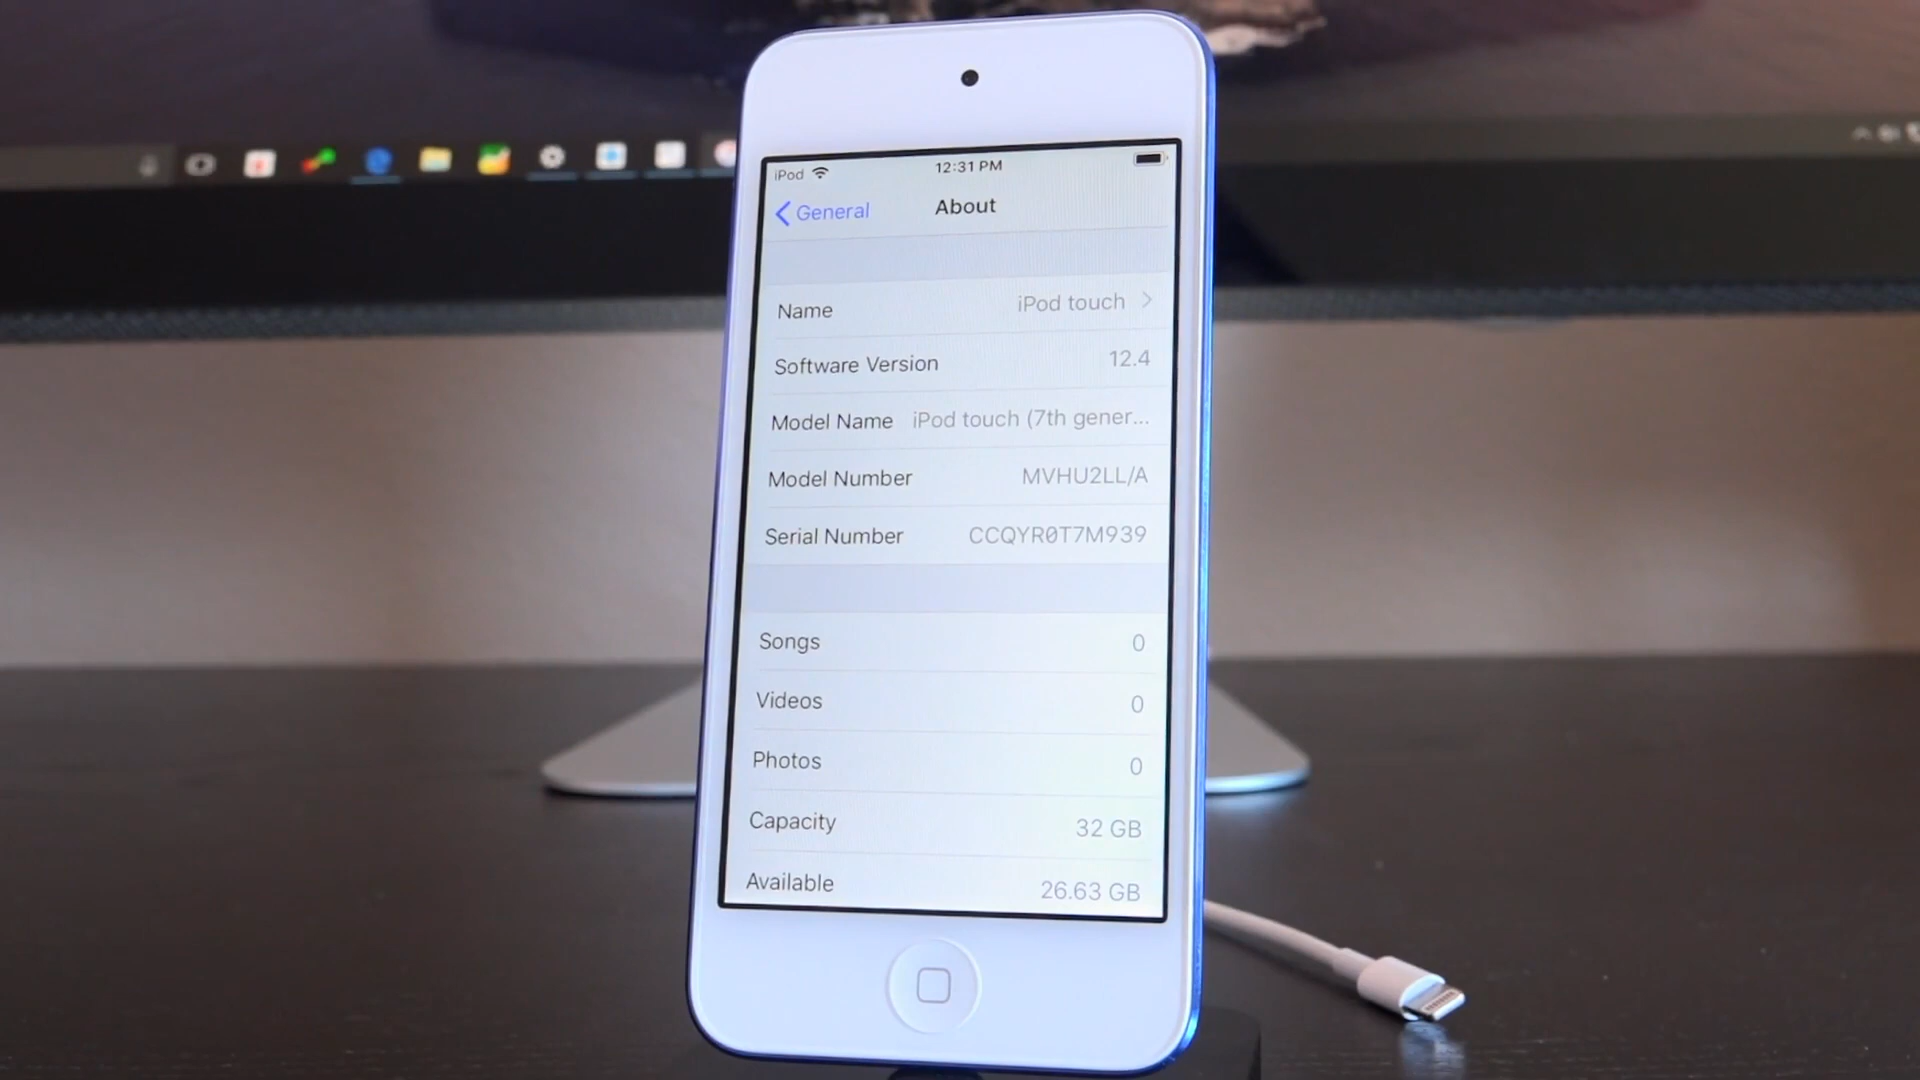 iPod 12:31 PM
General About
Name iPod touch
Software Version 12.4
Model Name iPod touch (7th gener...
Model Number MVHU2LL/A
Serial Number CCQYR0T7M939
Songs 0
Videos 0
Photos 0
Capacity 32 GB
Available 26.63 GB